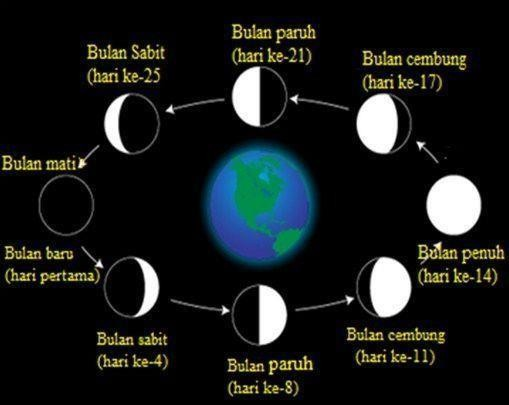 Bulan paruh
(hari ke-21)
Bulan Sabit
(hari ke-25
Bulan cembung
(hari ke-17)
Bulan mati
Bulan baru
(hari pertama)
Bulan penuh
(hari ke-14)
Bulan sabit
(hari ke-4)
Bulan cembung
(hari ke-11)
Bulan paruh
(hari ke-8)